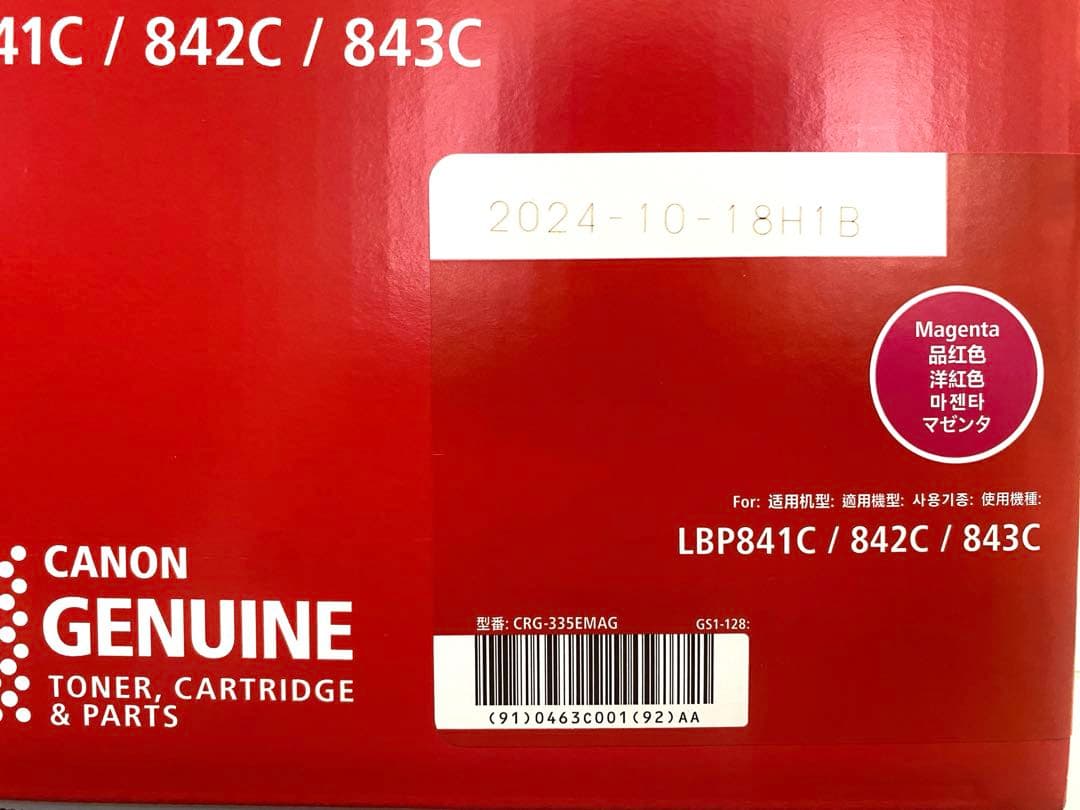 41C / 842C / 843C
2024-10-18H1B
Magenta
品红色
洋紅色
마젠타
マゼンタ
For: 适用机型: 適用機型: 사용기종: 使用機種:
LBP841C / 842C / 843C
CANON
GENUINE
TONER, CARTRIDGE
& PARTS
型番: CRG-335EMAG GS1-128:
(91)0463C001(92)AA